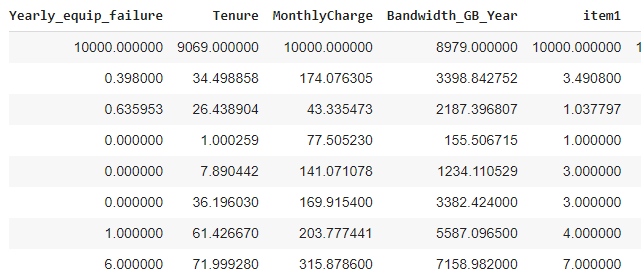 Yearly_equip_failure Tenure MonthlyCharge Bandwidth_GB_Year item1
10000.000000 9069.000000 10000.000000 8979.000000 10000.000000 1
0.398000 34.498858 174.076305 3398.842752 3.490800
0.635953 26.438904 43.335473 2187.396807 1.037797
0.000000 1.000259 77.505230 155.506715 1.000000
0.000000 7.890442 141.071078 1234.110529 3.000000
0.000000 36.196030 169.915400 3382.424000 3.000000
1.000000 61.426670 203.777441 5587.096500 4.000000
6.000000 71.999280 315.878600 7158.982000 7.000000